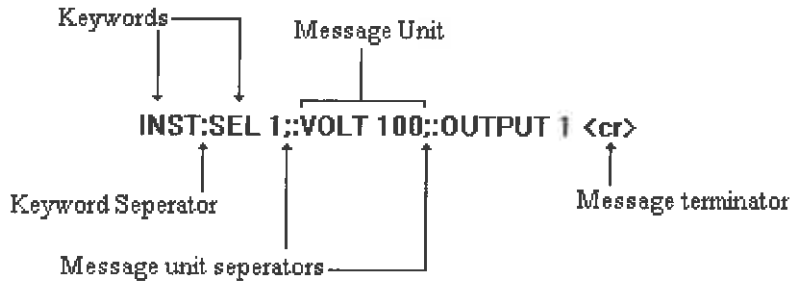 Keywords
Message Unit
INST:SEL 1;:VOLT 100;:OUTPUT 1 <cr>
Keyword Seperator
Message terminator
Message unit seperators